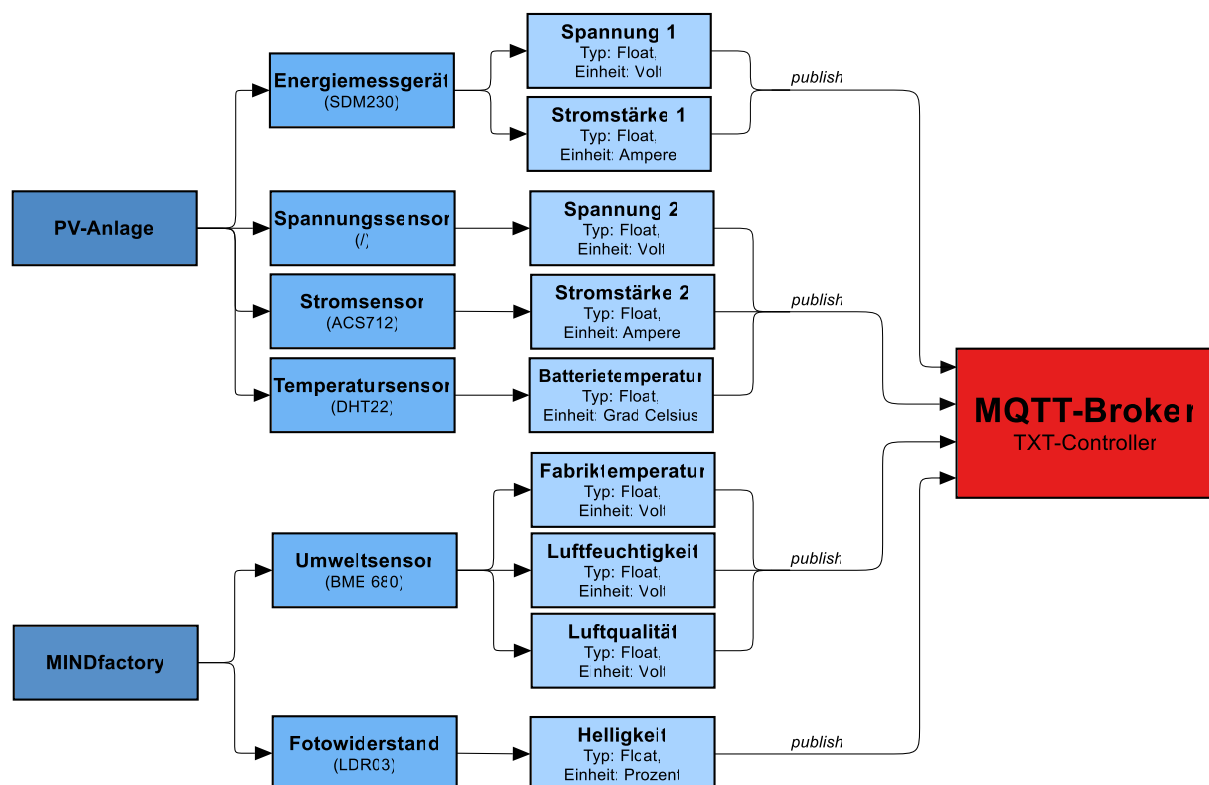 PV-Anlage
Energiemessgerät
(SDM230)
Spannung 1
Typ: Float,
Einheit: Volt
Stromstärke 1
Typ: Float,
Einheit: Ampere
publish
Spannungssensor
(/)
Spannung 2
Typ: Float,
Einheit: Volt
Stromsensor
(ACS712)
Stromstärke 2
Typ: Float,
Einheit: Ampere
publish
Temperatursensor
(DHT22)
Batterietemperatur
Typ: Float,
Einheit: Grad Celsius
MQTT-Broker
TXT-Controller
MINDfactory
Umweltsensor
(BME 680)
Fabriktemperatur
Typ: Float,
Einheit: Volt
Luftfeuchtigkeit
Typ: Float,
Einheit: Volt
Luftqualität
Typ: Float,
Einheit: Volt
publish
Fotowiderstand
(LDR03)
Helligkeit
Typ: Float,
Einheit: Prozent
publish